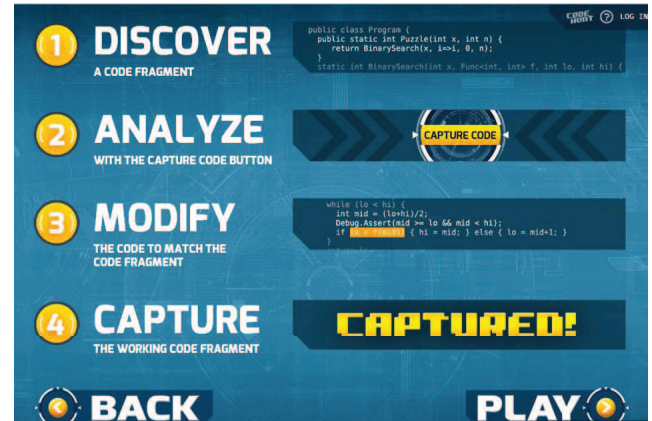 CODE HUNT ? LOG IN
1 DISCOVER
A CODE FRAGMENT
public class Program {
public static int Puzzle(int x, int n) {
return BinarySearch(x, i=>i, 0, n);
}
static int BinarySearch(int x, Func<int, int> f, int lo, int hi) {
2 ANALYZE
WITH THE CAPTURE CODE BUTTON
CAPTURE CODE
3 MODIFY
THE CODE TO MATCH THE
CODE FRAGMENT
while (lo < hi) {
int mid = (lo+hi)/2;
Debug.Assert(mid >= lo && mid < hi);
if { hi = mid; } else { lo = mid+1; }
}
4 CAPTURE
THE WORKING CODE FRAGMENT
CAPTURED!
BACK
PLAY